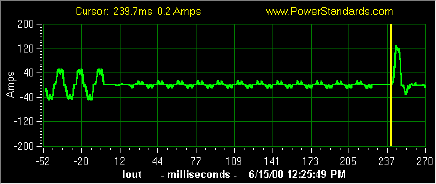 Cursor: 239.7ms 0.2 Amps www.PowerStandards.com
200
120
40
-40
-120
-200
Amps
-52 -20 12 44 77 109 141 173 205 237 270
Iout - milliseconds - 6/15/00 12:25:49 PM